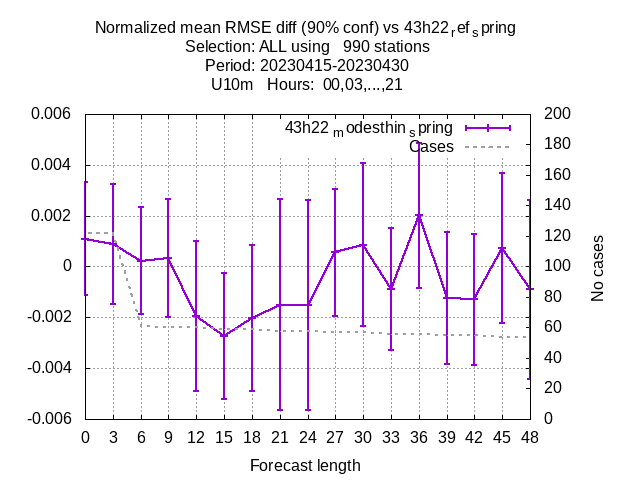 Normalized mean RMSE diff (90% conf) vs 43h22refspring
Selection: ALL using 990 stations
Period: 20230415-20230430
U10m Hours: 00,03,...,21
43h22modesthinspring
Cases
0.006
0.004
0.002
0
-0.002
-0.004
-0.006
200
180
160
140
120
100
80
60
40
20
0
No cases
0 3 6 9 12 15 18 21 24 27 30 33 36 39 42 45 48
Forecast length